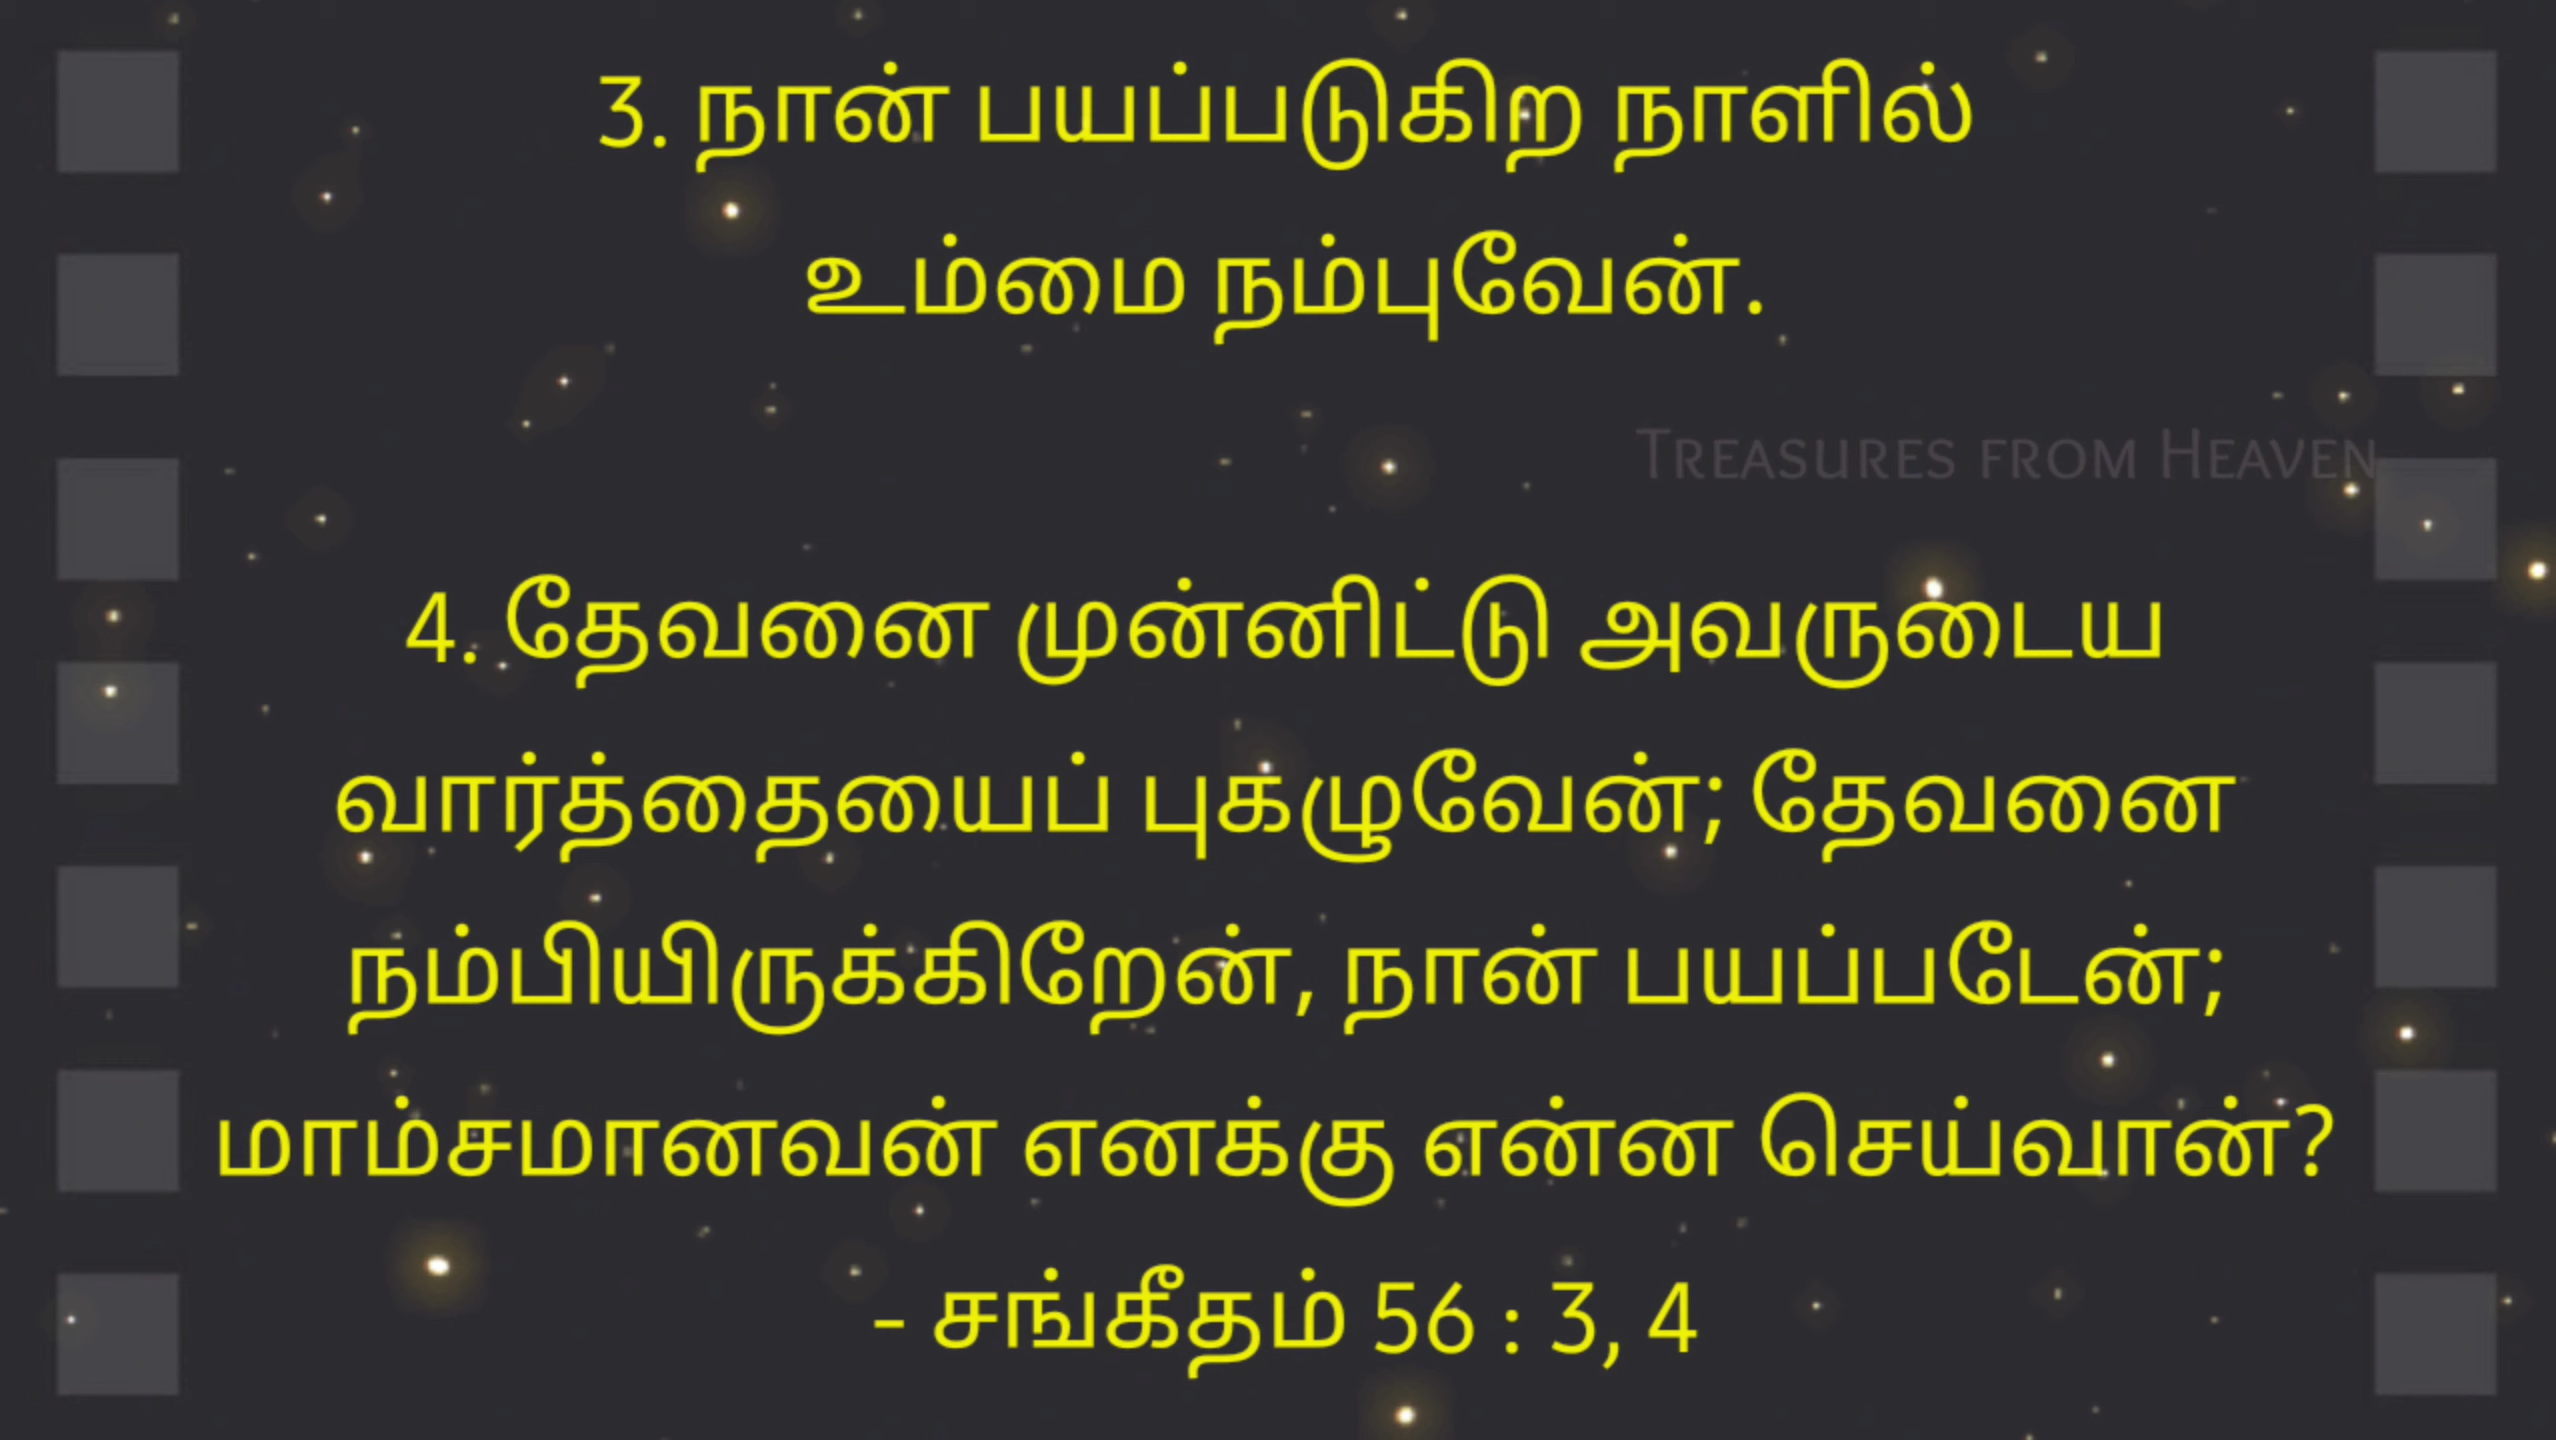 3. நான் பயப்படுகிற நாளில்
உம்மை நம்புவேன்.
TREASURES FROM HEAVEN
4. தேவனை முன்னிட்டு அவருடைய
வார்த்தையைப் புகழுவேன்; தேவனை
நம்பியிருக்கிறேன், நான் பயப்படேன்;
மாம்சமானவன் எனக்கு என்ன செய்வான்?
- சங்கீதம் 56 : 3, 4